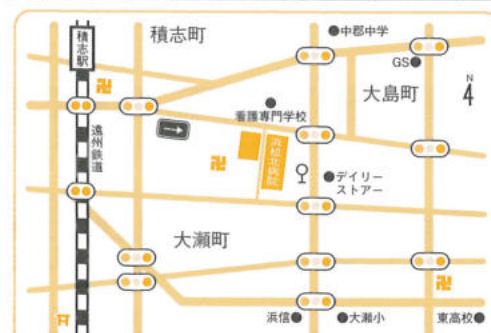 積志町
中郡中学
GS
積志駅
大島町
N
看護専門学校
遠州鉄道
浜松北病院
デイリー
ストアー
大瀬町
浜信
大瀬小
東高校